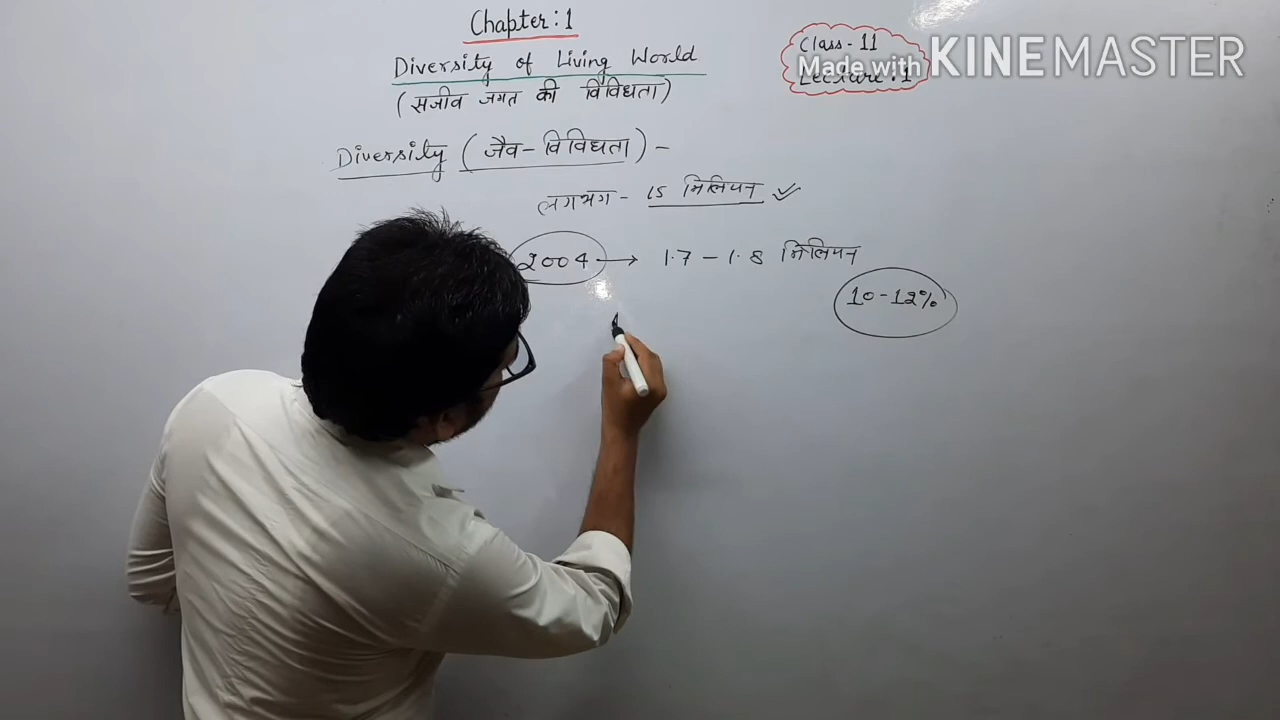 Chapter : 1
Diversity of Living World
(सजीव जगत की विविधता)
Class - 11
Lecture : 1
Made with KINEMASTER
Diversity (जैव - विविधता) -
लगभग - 15 मिलियन
2004 → 1.7 - 1.8 मिलियन
10 - 12%